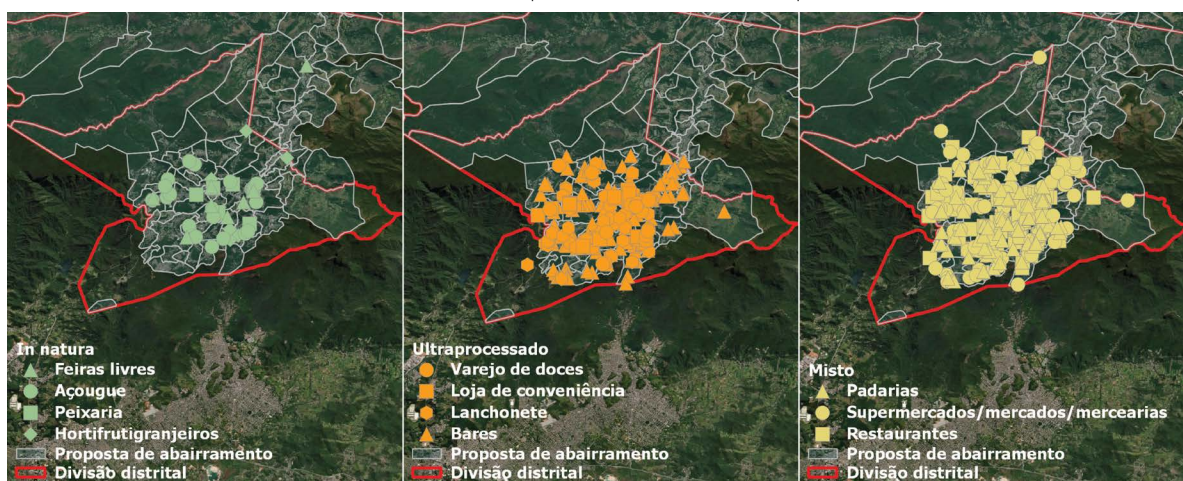 In natura
Feiras livres
Açougue
Peixaria
Hortifrutigranjeiros
Proposta de abairramento
Divisão distrital
Ultraprocessado
Varejo de doces
Loja de conveniência
Lanchonete
Bares
Proposta de abairramento
Divisão distrital
Misto
Padarias
Supermercados/mercados/mercearias
Restaurantes
Proposta de abairramento
Divisão distrital